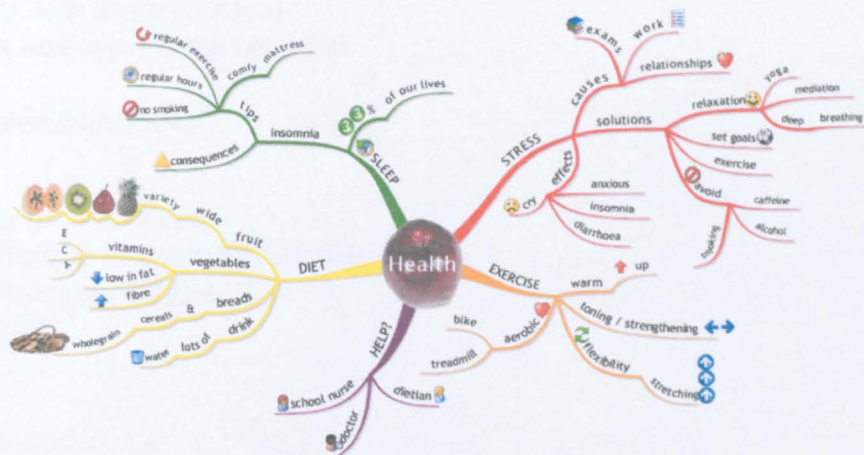 Health
SLEEP
33% of our lives
insomnia
tips
comfy mattress
regular exercise
regular hours
no smoking
consequences
STRESS
causes
exams
work
relationships
solutions
relaxation
yoga
mediation
deep breathing
set goals
exercise
avoid
caffeine
alcohol
smoking
effects
cry
anxious
insomnia
diarrhoea
DIET
fruit
wide variety
vegetables
vitamins
E
C
A
low in fat
fibre
breads & cereals
wholegrain
drink
lots of water
EXERCISE
warm up
toning / strengthening
flexibility
stretching
aerobic
bike
treadmill
HELP?
school nurse
doctor
dietian